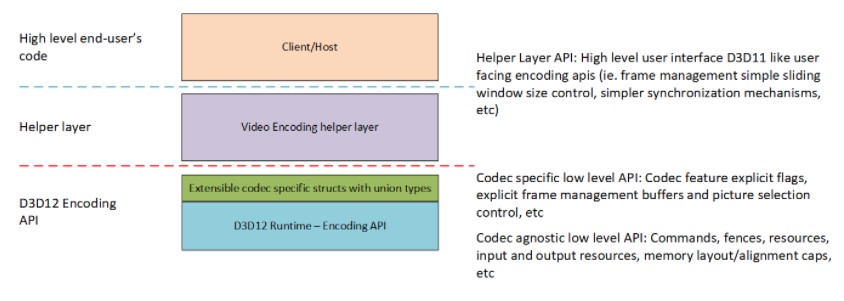 High level end-user's
code
Client/Host
Helper Layer API: High level user interface D3D11 like user
facing encoding apis (ie. frame management simple sliding
window size control, simpler synchronization mechanisms,
etc)
Helper layer
Video Encoding helper layer
D3D12 Encoding
API
Extensible codec specific structs with union types
D3D12 Runtime – Encoding API
Codec specific low level API: Codec feature explicit flags,
explicit frame management buffers and picture selection
control, etc
Codec agnostic low level API: Commands, fences, resources,
input and output resources, memory layout/alignment caps,
etc